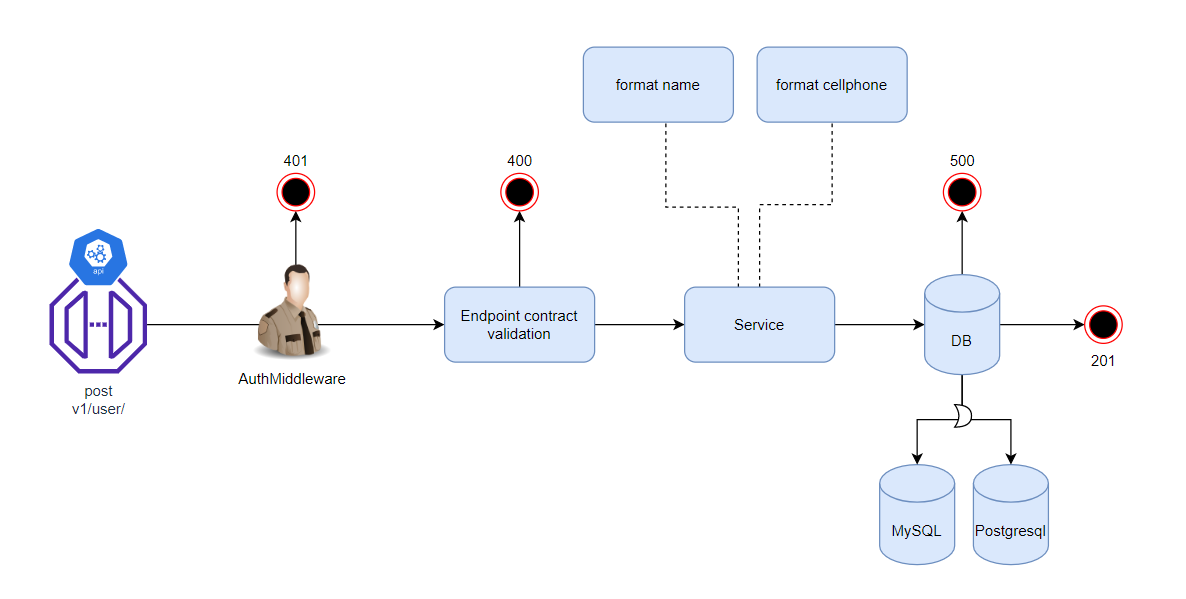 format name
format cellphone
401
400
500
api
Endpoint contract
validation
Service
DB
201
AuthMiddleware
post
v1/user/
MySQL
Postgresql